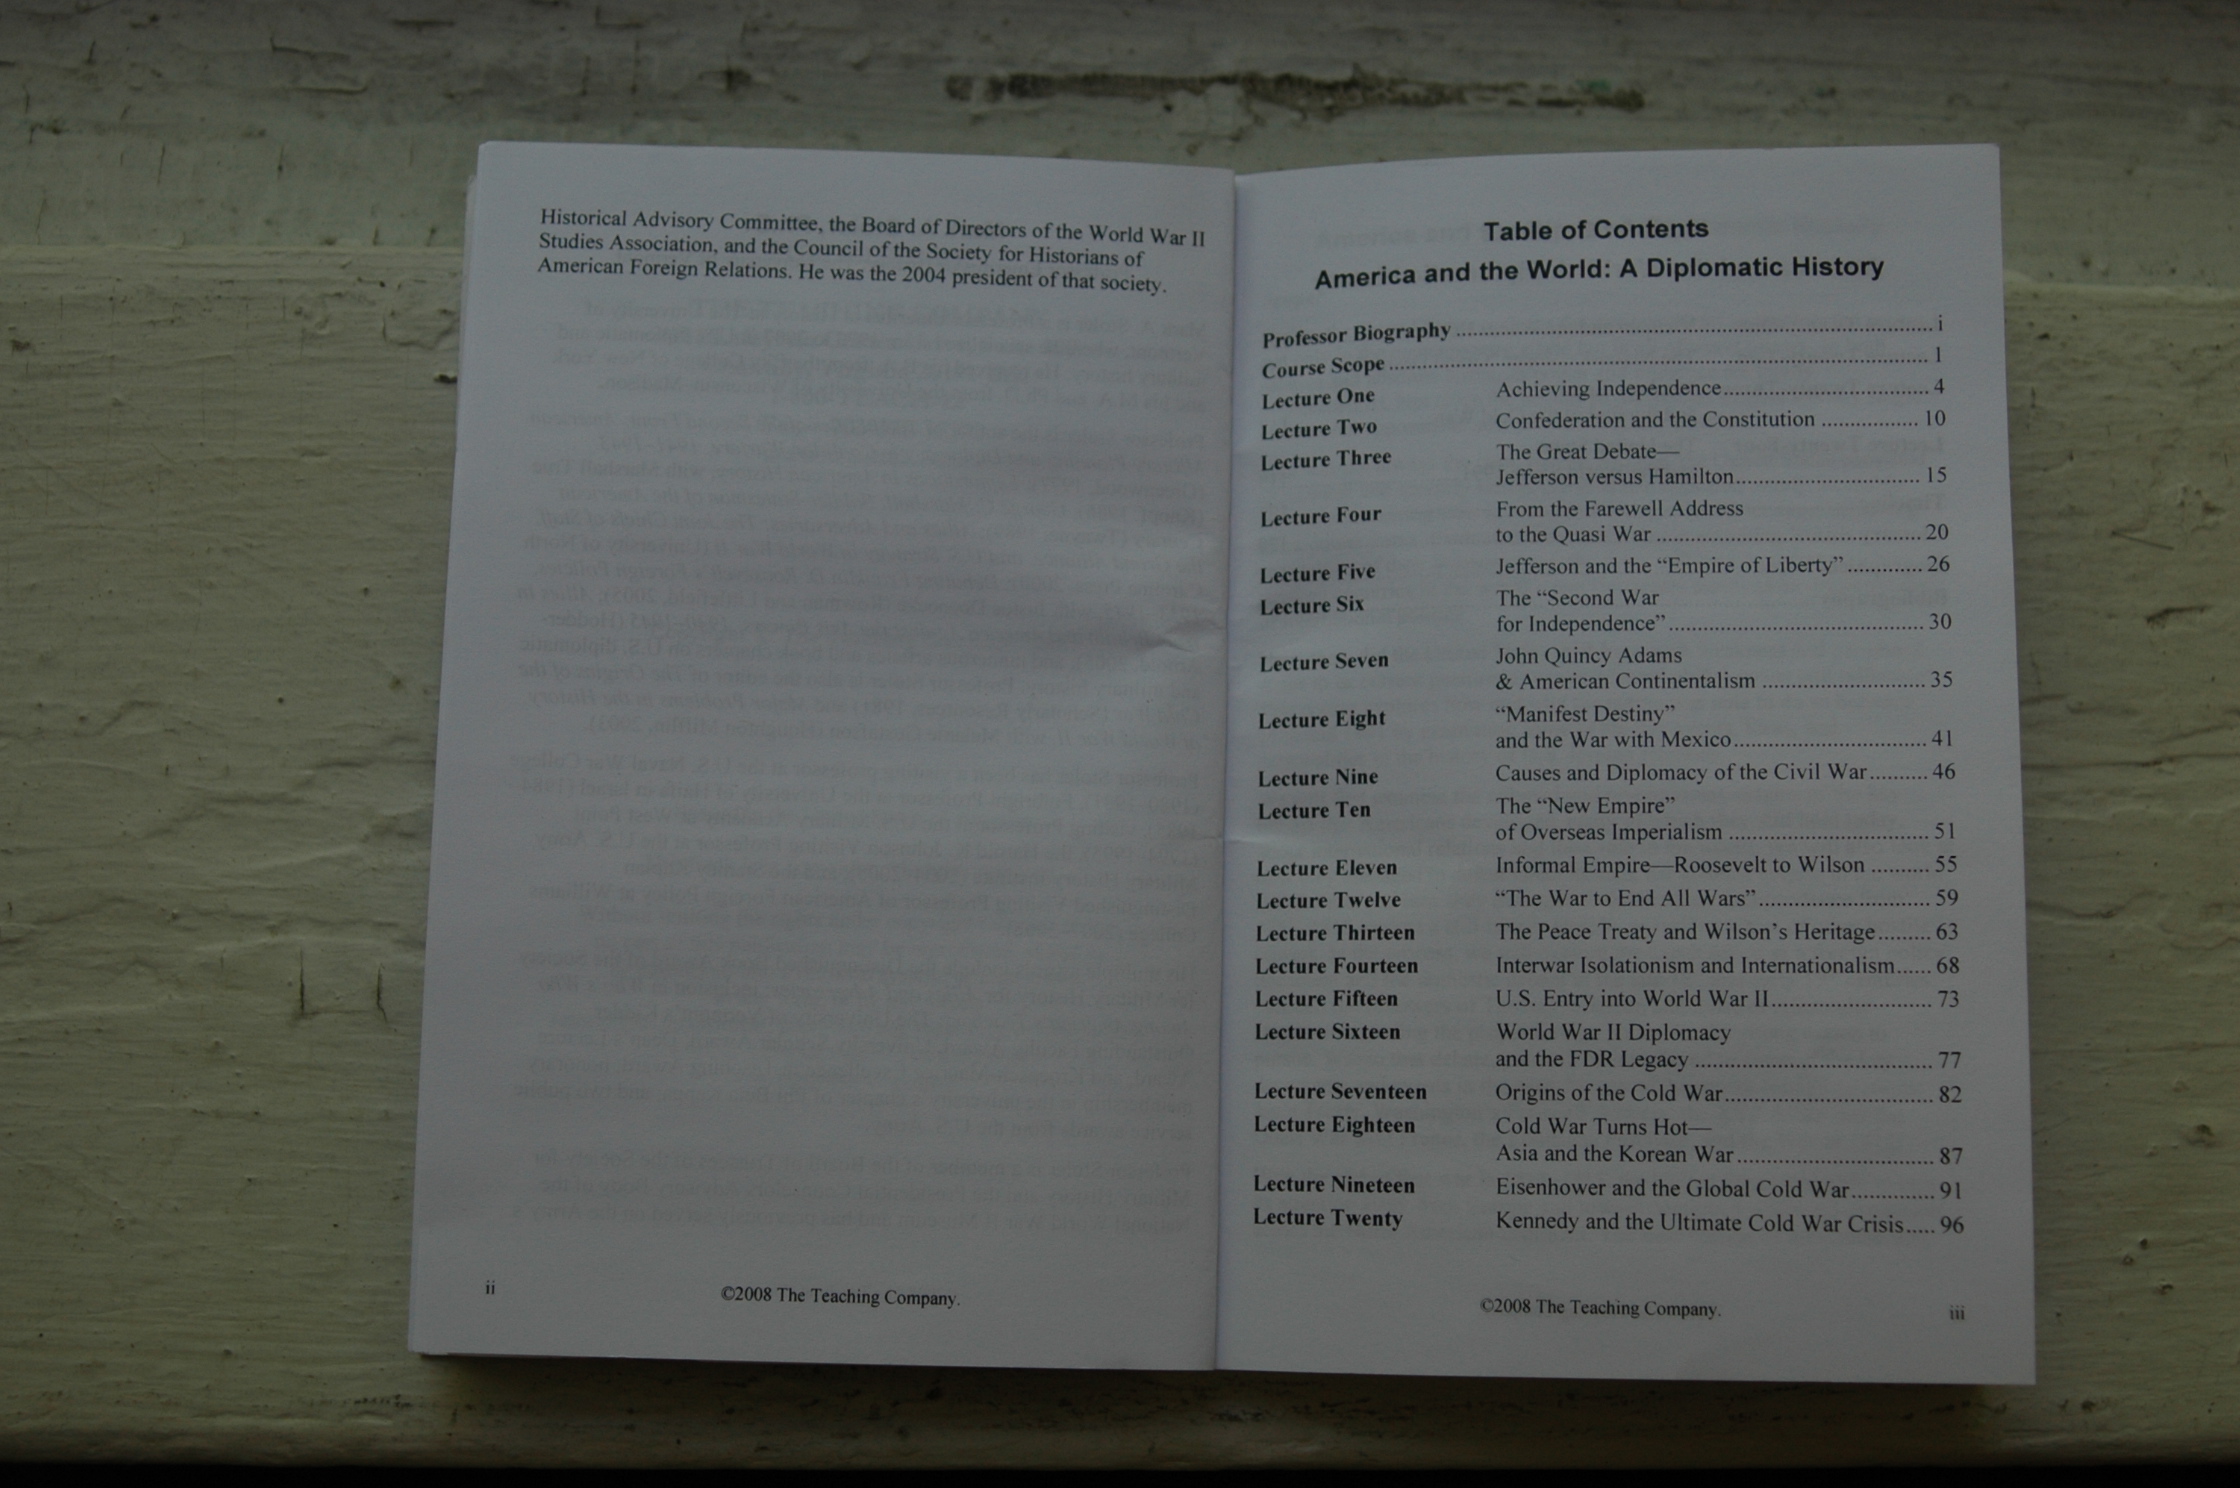 Historical Advisory Committee, the Board of Directors of the World War II
Studies Association, and the Council of the Society for Historians of
American Foreign Relations. He was the 2004 president of that society.
ii
©2008 The Teaching Company.
Table of Contents
America and the World: A Diplomatic History
Professor Biography ........ i
Course Scope ........ 1
Lecture One Achieving Independence ........ 4
Lecture Two Confederation and the Constitution ........ 10
Lecture Three The Great Debate—
Jefferson versus Hamilton ........ 15
Lecture Four From the Farewell Address
to the Quasi War ........ 20
Lecture Five Jefferson and the “Empire of Liberty” ........ 26
Lecture Six The “Second War
for Independence” ........ 30
Lecture Seven John Quincy Adams
& American Continentalism ........ 35
Lecture Eight “Manifest Destiny”
and the War with Mexico ........ 41
Lecture Nine Causes and Diplomacy of the Civil War ........ 46
Lecture Ten The “New Empire”
of Overseas Imperialism ........ 51
Lecture Eleven Informal Empire—Roosevelt to Wilson ........ 55
Lecture Twelve “The War to End All Wars” ........ 59
Lecture Thirteen The Peace Treaty and Wilson’s Heritage ........ 63
Lecture Fourteen Interwar Isolationism and Internationalism ...... 68
Lecture Fifteen U.S. Entry into World War II ........ 73
Lecture Sixteen World War II Diplomacy
and the FDR Legacy ........ 77
Lecture Seventeen Origins of the Cold War ........ 82
Lecture Eighteen Cold War Turns Hot—
Asia and the Korean War ........ 87
Lecture Nineteen Eisenhower and the Global Cold War ........ 91
Lecture Twenty Kennedy and the Ultimate Cold War Crisis ..... 96
©2008 The Teaching Company.
iii